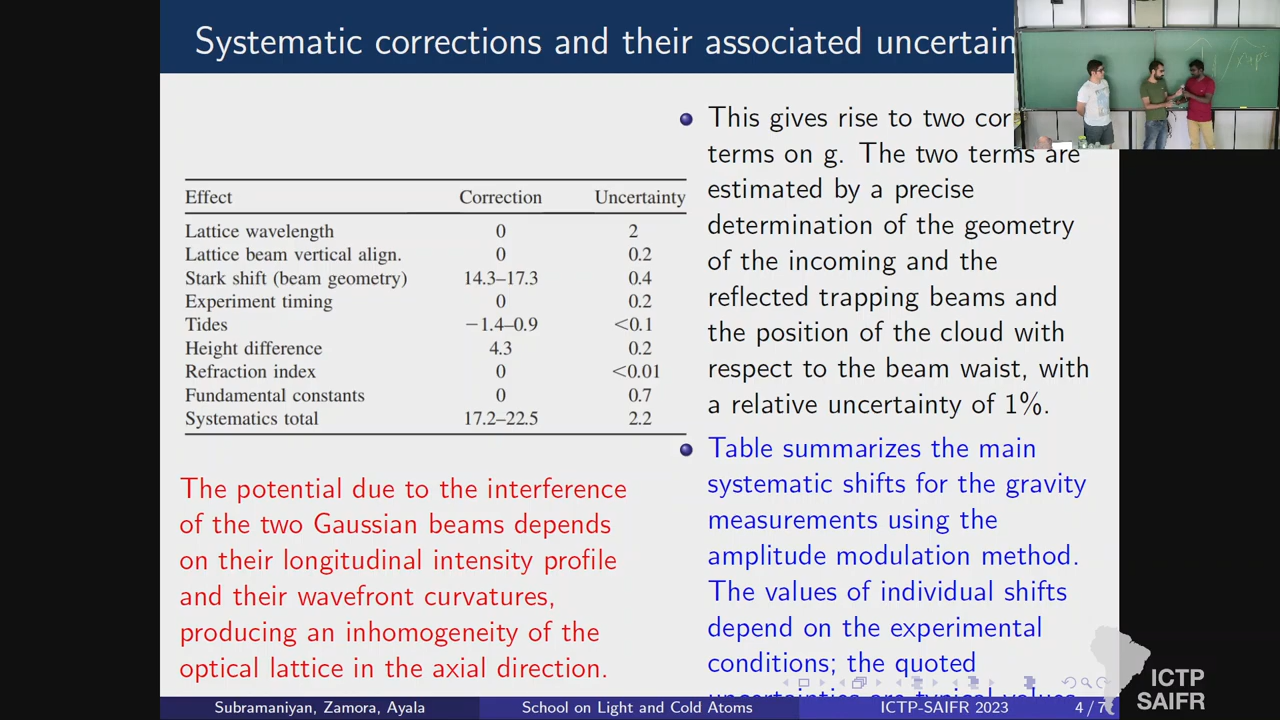 Systematic corrections and their associated uncertain
Effect Correction Uncertainty
Lattice wavelength 0 2
Lattice beam vertical align. 0 0.2
Stark shift (beam geometry) 14.3–17.3 0.4
Experiment timing 0 0.2
Tides −1.4–0.9 <0.1
Height difference 4.3 0.2
Refraction index 0 <0.01
Fundamental constants 0 0.7
Systematics total 17.2–22.5 2.2
The potential due to the interference
of the two Gaussian beams depends
on their longitudinal intensity profile
and their wavefront curvatures,
producing an inhomogeneity of the
optical lattice in the axial direction.
This gives rise to two cor
terms on g. The two terms are
estimated by a precise
determination of the geometry
of the incoming and the
reflected trapping beams and
the position of the cloud with
respect to the beam waist, with
a relative uncertainty of 1%.
Table summarizes the main
systematic shifts for the gravity
measurements using the
amplitude modulation method.
The values of individual shifts
depend on the experimental
conditions; the quoted
uncertainties are typical values
ICTP
SAIFR
Subramaniyan, Zamora, Ayala School on Light and Cold Atoms ICTP-SAIFR 2023 4 / 7